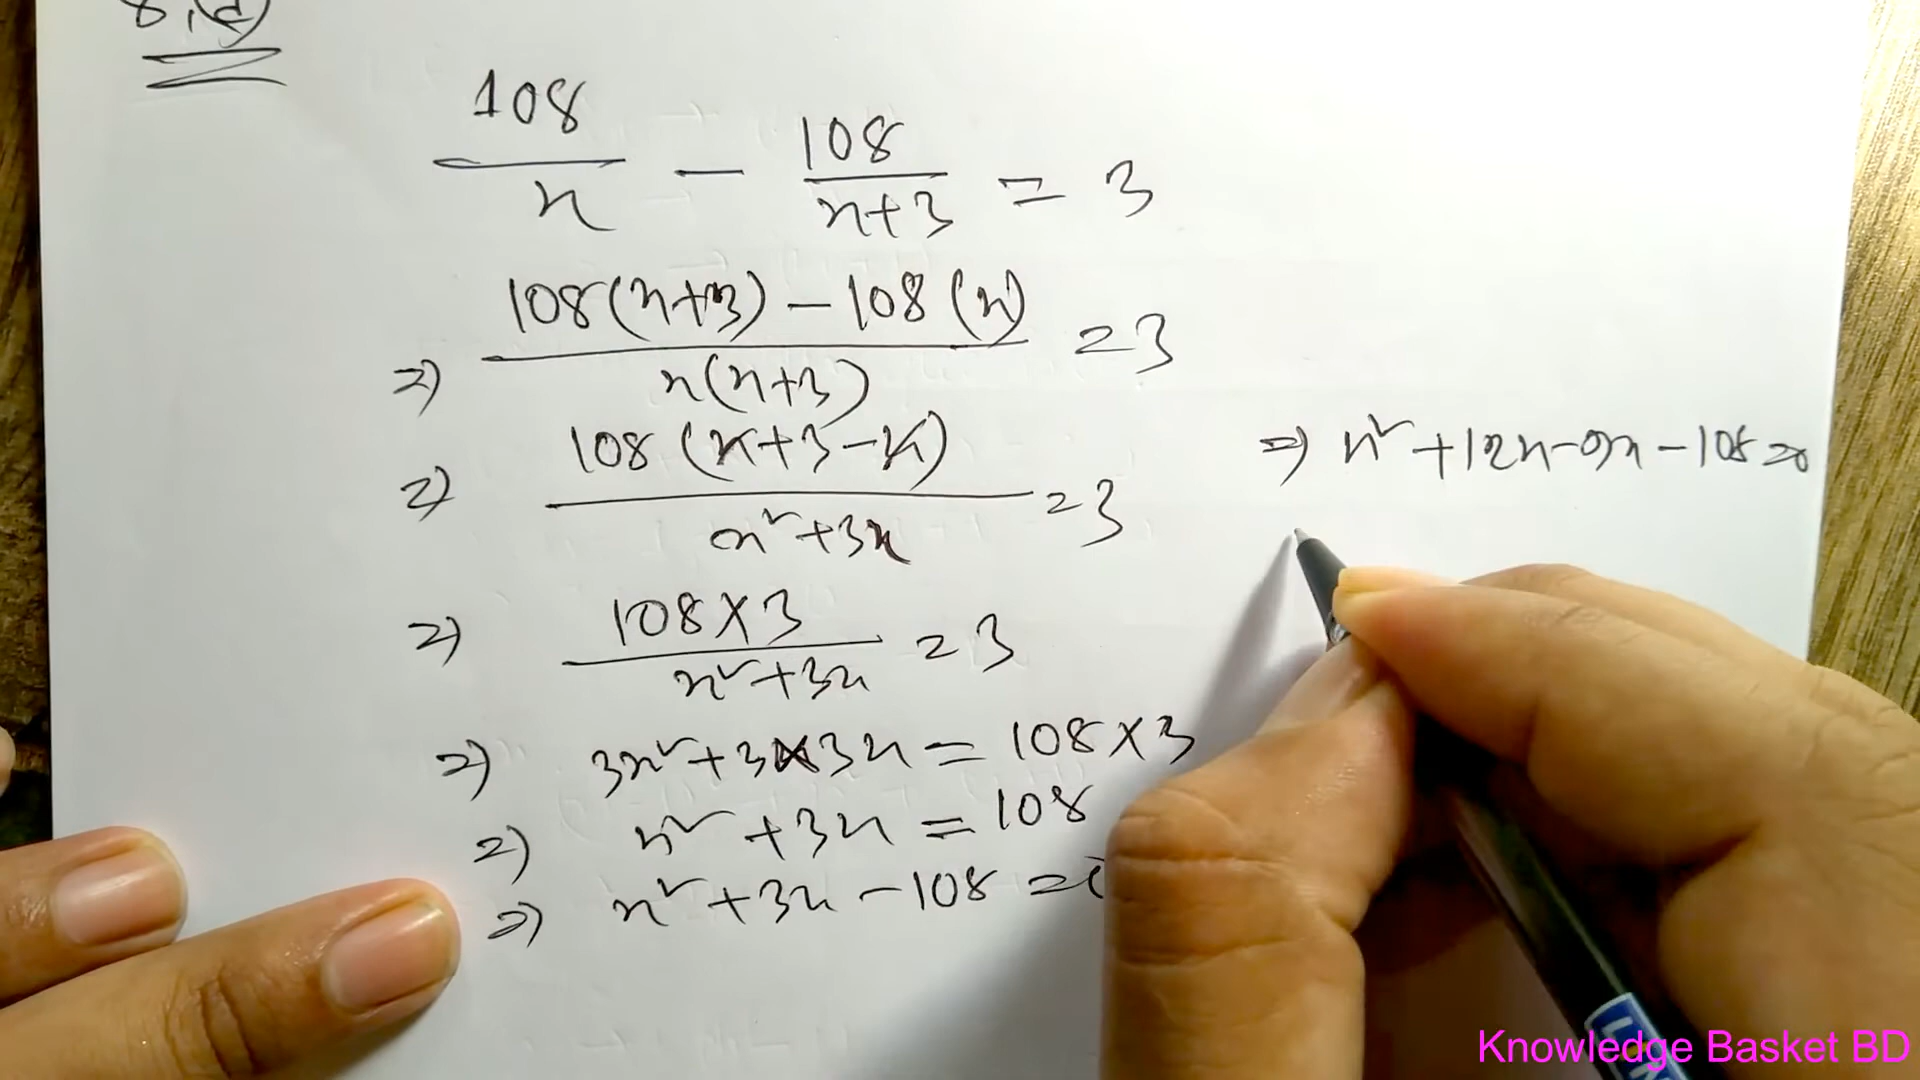 108/x - 108/x+3 = 3
=> 108(x+3) - 108(x) / x(x+3) = 3
=> 108(x+3-x) / x²+3x = 3
=> 108×3 / x²+3x = 3
=> 3x²+3×3x = 108×3
=> x²+3x = 108
=> x²+3x-108 = 0
=> x²+12x-9x-108=0
Knowledge Basket BD